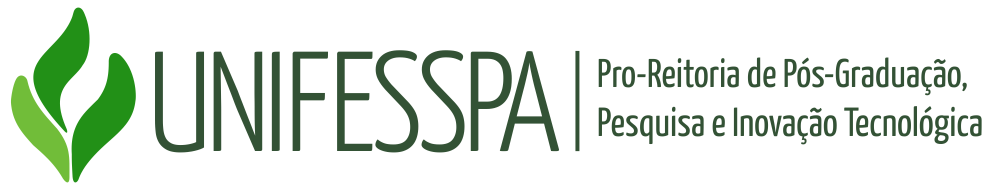 UNIFESSPA
Pro-Reitoria de Pós-Graduação,
Pesquisa e Inovação Tecnológica